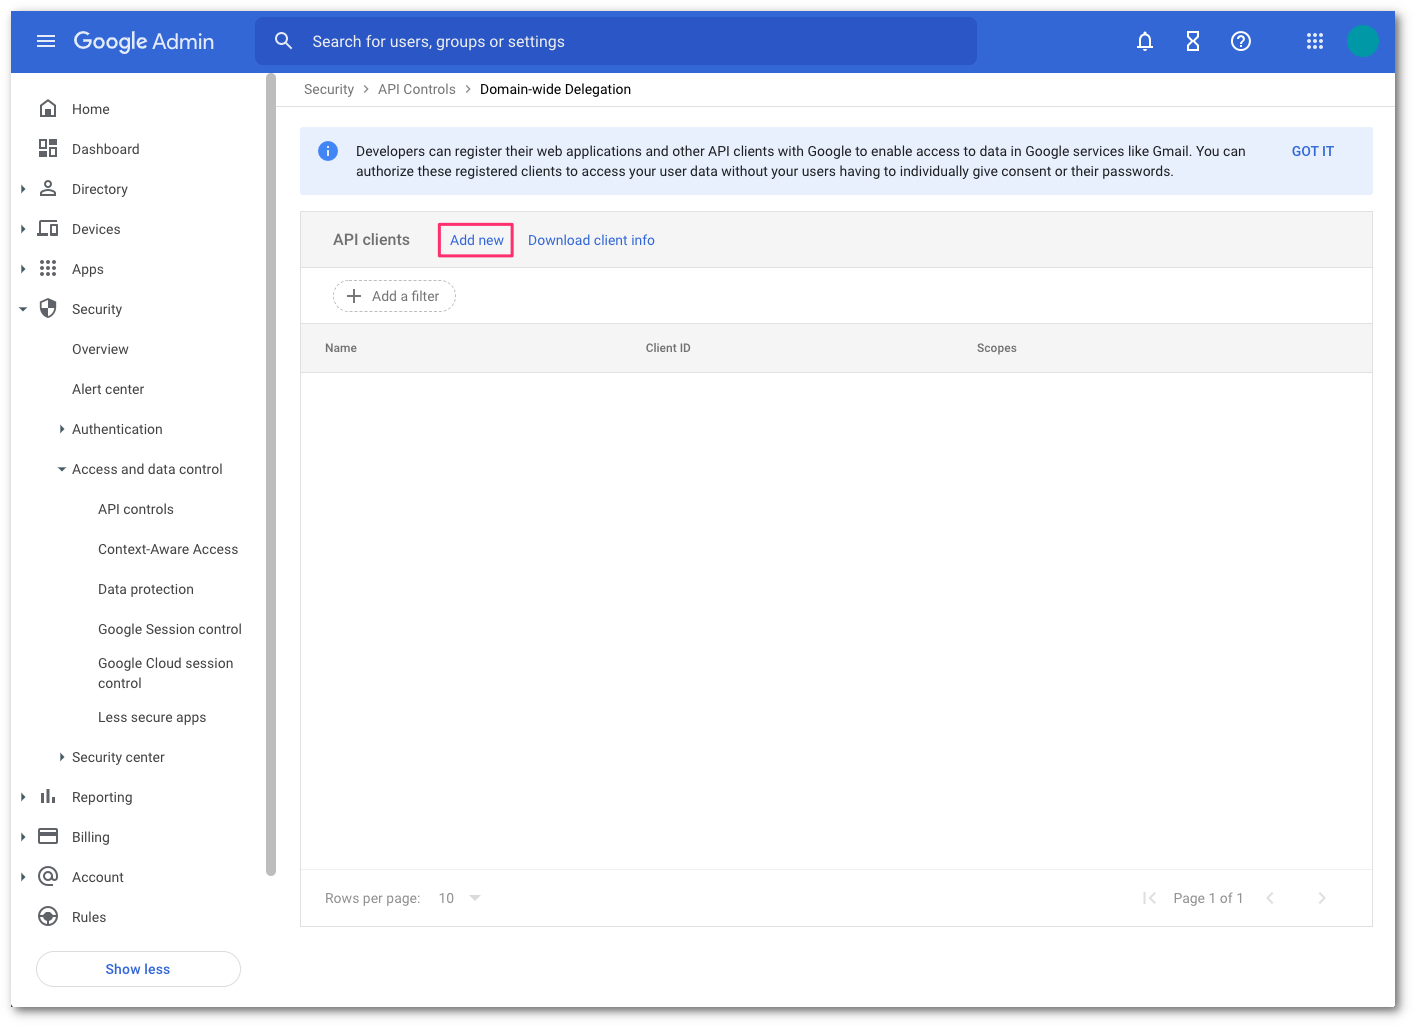 Google Admin
Search for users, groups or settings
Home
Dashboard
Directory
Devices
Apps
Security
Overview
Alert center
Authentication
Access and data control
API controls
Context-Aware Access
Data protection
Google Session control
Google Cloud session
control
Less secure apps
Security center
Reporting
Billing
Account
Rules
Show less
Security > API Controls > Domain-wide Delegation
Developers can register their web applications and other API clients with Google to enable access to data in Google services like Gmail. You can
authorize these registered clients to access your user data without your users having to individually give consent or their passwords.
GOT IT
API clients Add new Download client info
Add a filter
Name Client ID Scopes
Rows per page: 10 Page 1 of 1